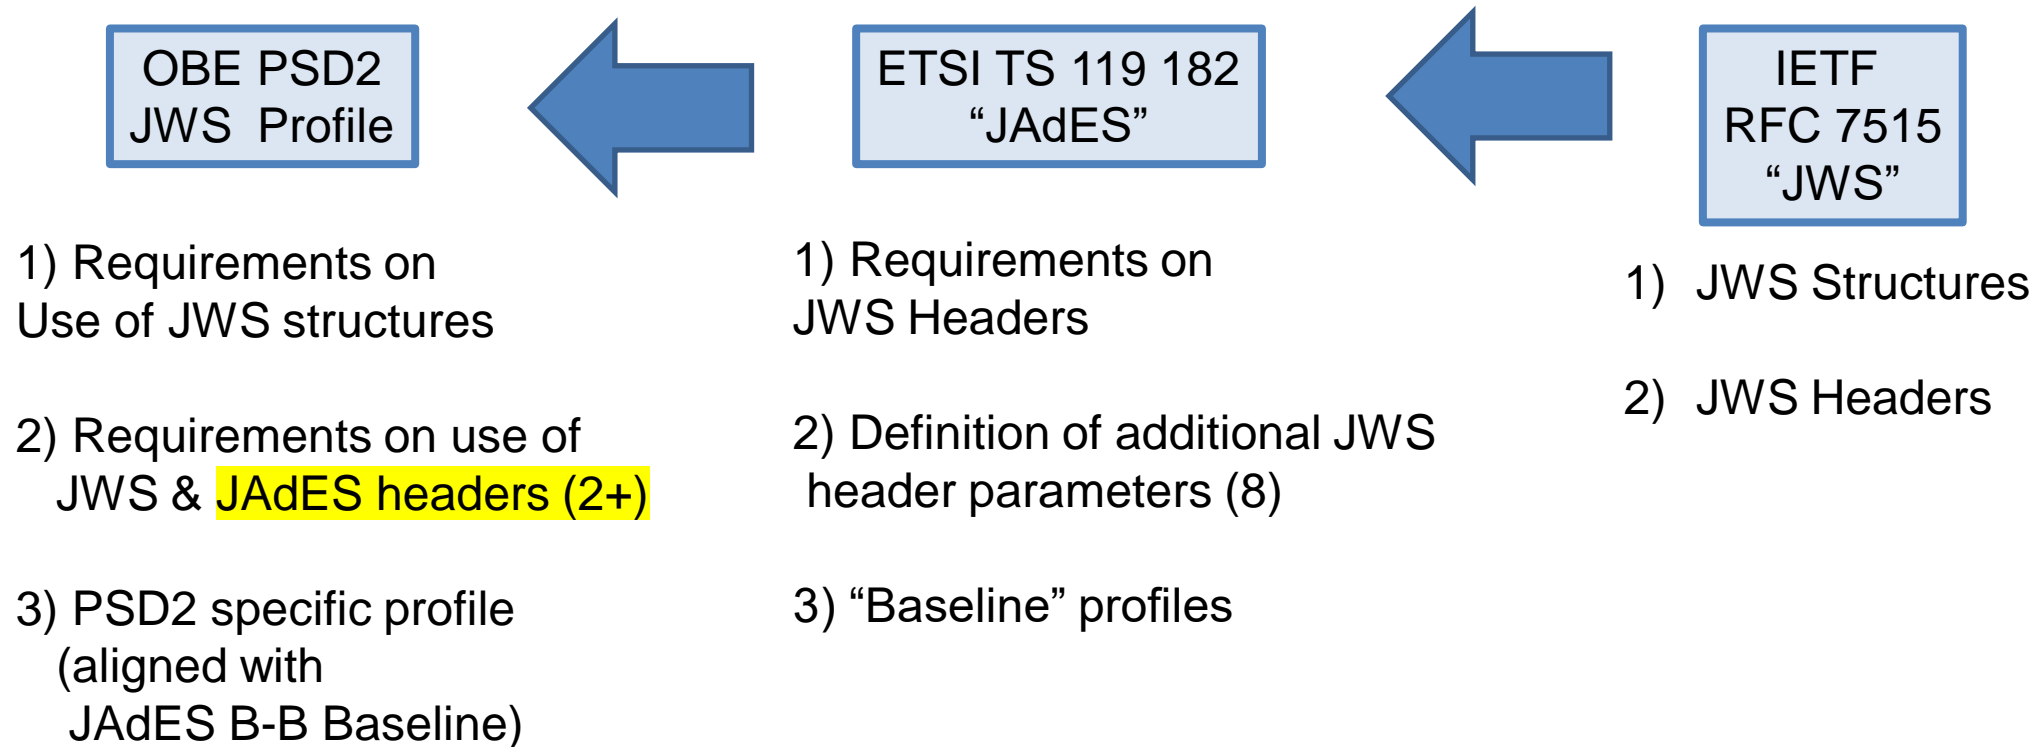 OBE PSD2
JWS Profile
1) Requirements on
Use of JWS structures
2) Requirements on use of
JWS & JAdES headers (2+)
3) PSD2 specific profile
(aligned with
JAdES B-B Baseline)
ETSI TS 119 182
“JAdES”
1) Requirements on
JWS Headers
2) Definition of additional JWS
header parameters (8)
3) “Baseline” profiles
IETF
RFC 7515
“JWS”
1) JWS Structures
2) JWS Headers